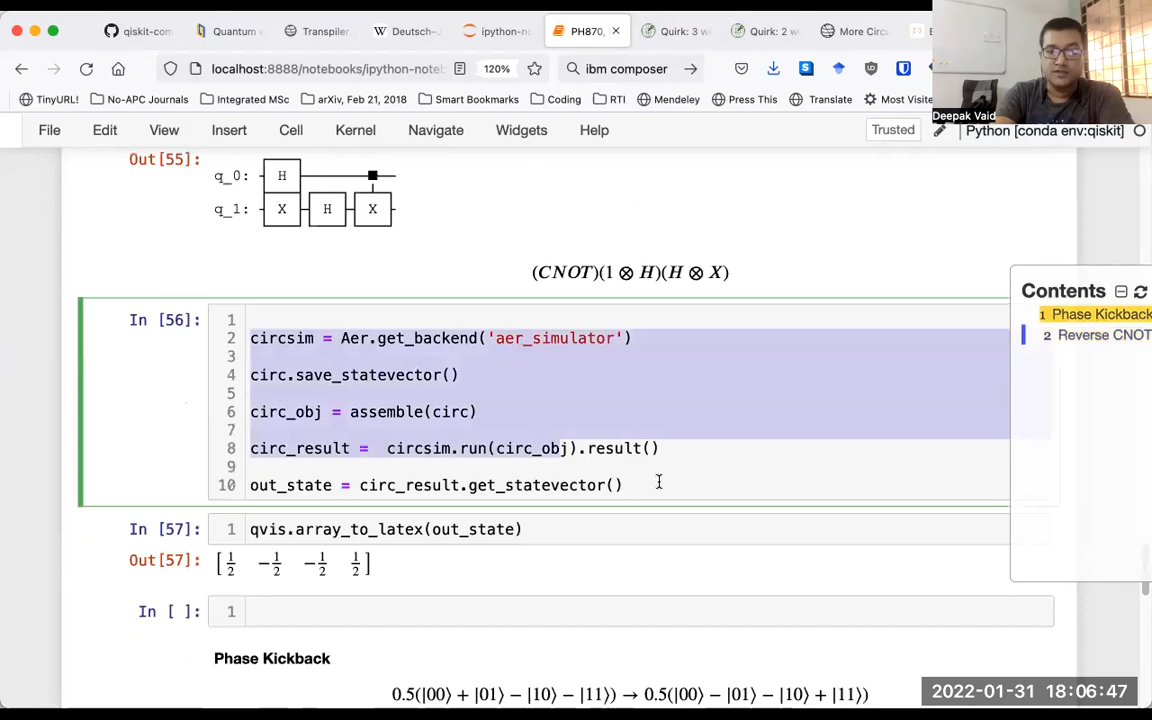 qiskit-com
Quantum
Transpiler
Deutsch-J
ipython-no
PH870,
Quirk: 3 w
Quirk: 2 w
More Circu
localhost:8888/notebooks/ipython-note
120%
ibm composer
TinyURL!
No-APC Journals
Integrated MSc
arXiv, Feb 21, 2018
Smart Bookmarks
Coding
RTI
Mendeley
Press This
Translate
Most Visite
Deepak Vaid
File Edit View Insert Cell Kernel Navigate Widgets Help
Trusted
Python [conda env:qiskit]
Out[55]:
q_0: H
q_1: X H X
(CNOT)(1 ⊗ H)(H ⊗ X)
Contents
1 Phase Kickback
2 Reverse CNOT
In [56]:
1
2 circsim = Aer.get_backend('aer_simulator')
3
4 circ.save_statevector()
5
6 circ_obj = assemble(circ)
7
8 circ_result =  circsim.run(circ_obj).result()
9
10 out_state = circ_result.get_statevector()
In [57]: 1 qvis.array_to_latex(out_state)
Out[57]: [1/2 −1/2 −1/2 1/2]
In [ ]: 1
Phase Kickback
0.5(|00⟩ + |01⟩ − |10⟩ − |11⟩) → 0.5(|00⟩ − |01⟩ − |10⟩ + |11⟩)
2022-01-31 18:06:47